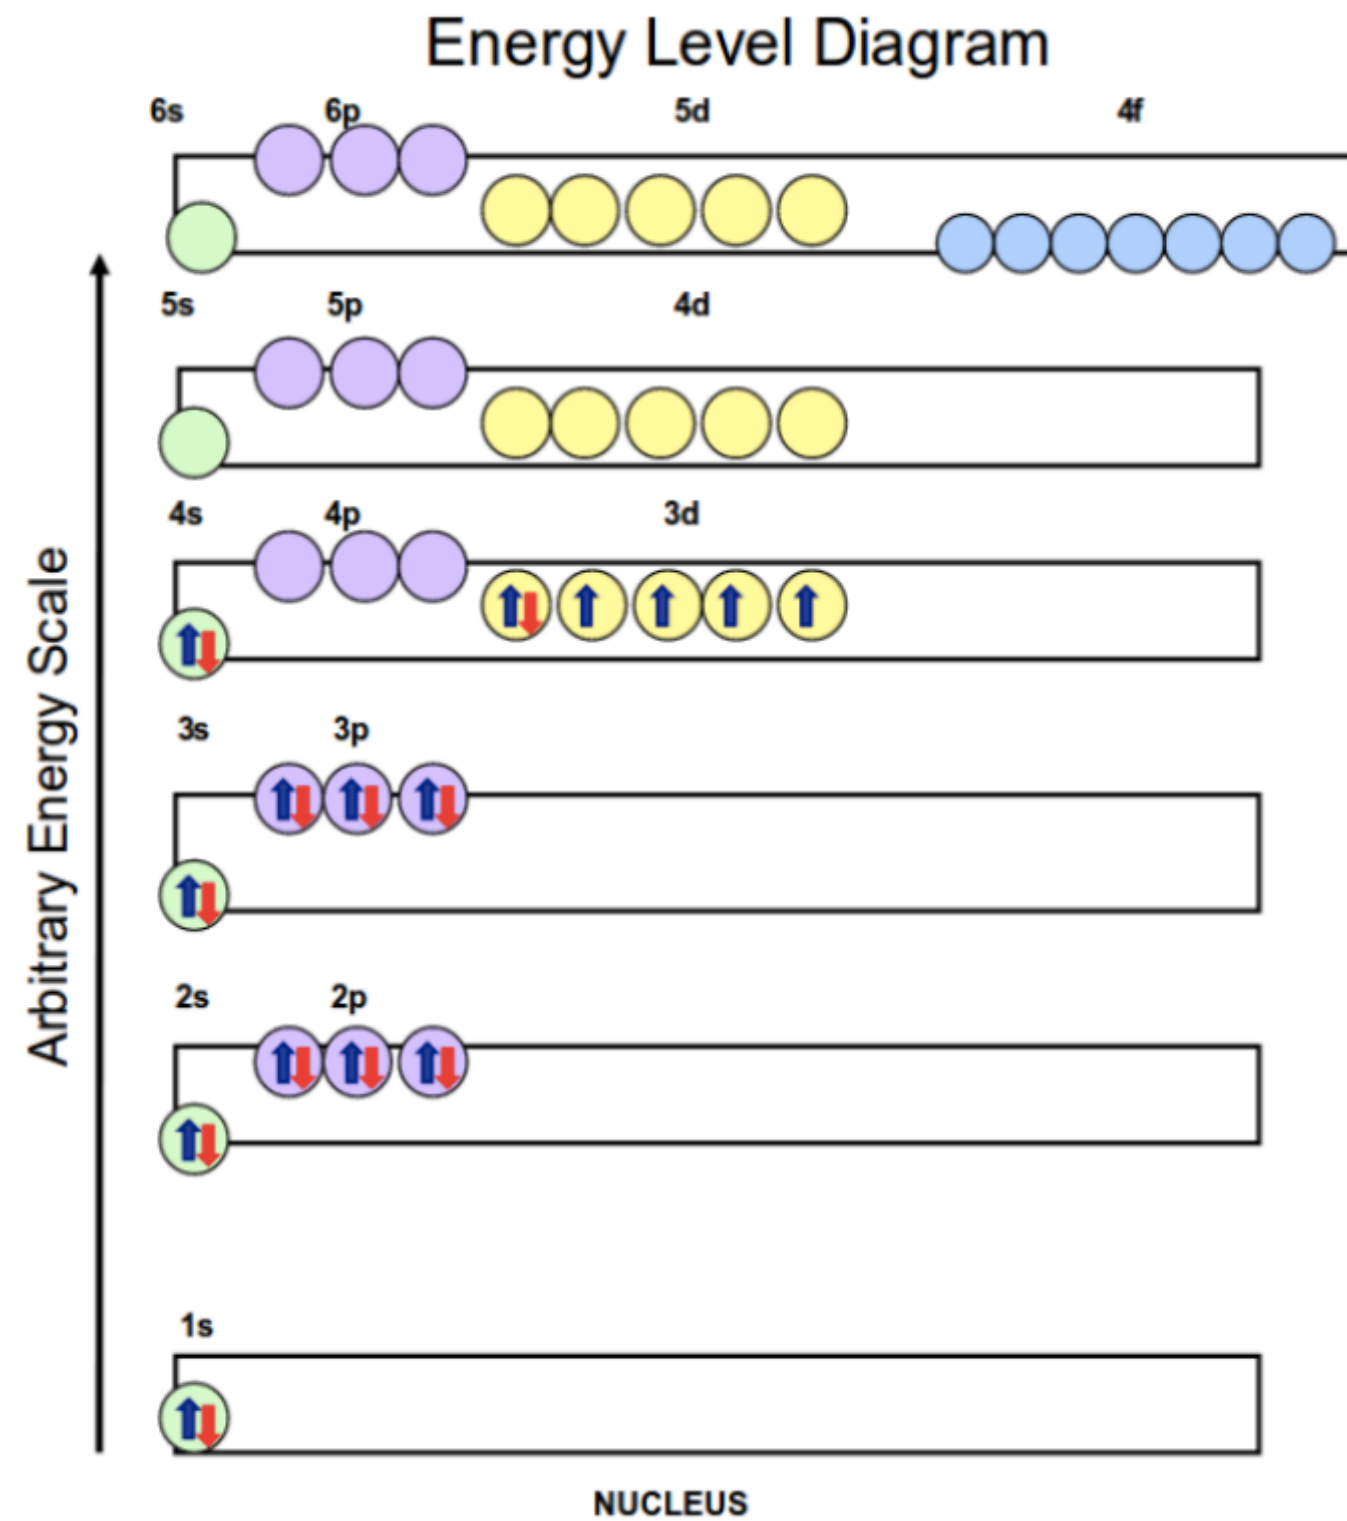 Energy Level Diagram
6s 6p 5d 4f
5s 5p 4d
4s 4p 3d
Arbitrary Energy Scale
3s 3p
2s 2p
1s
NUCLEUS